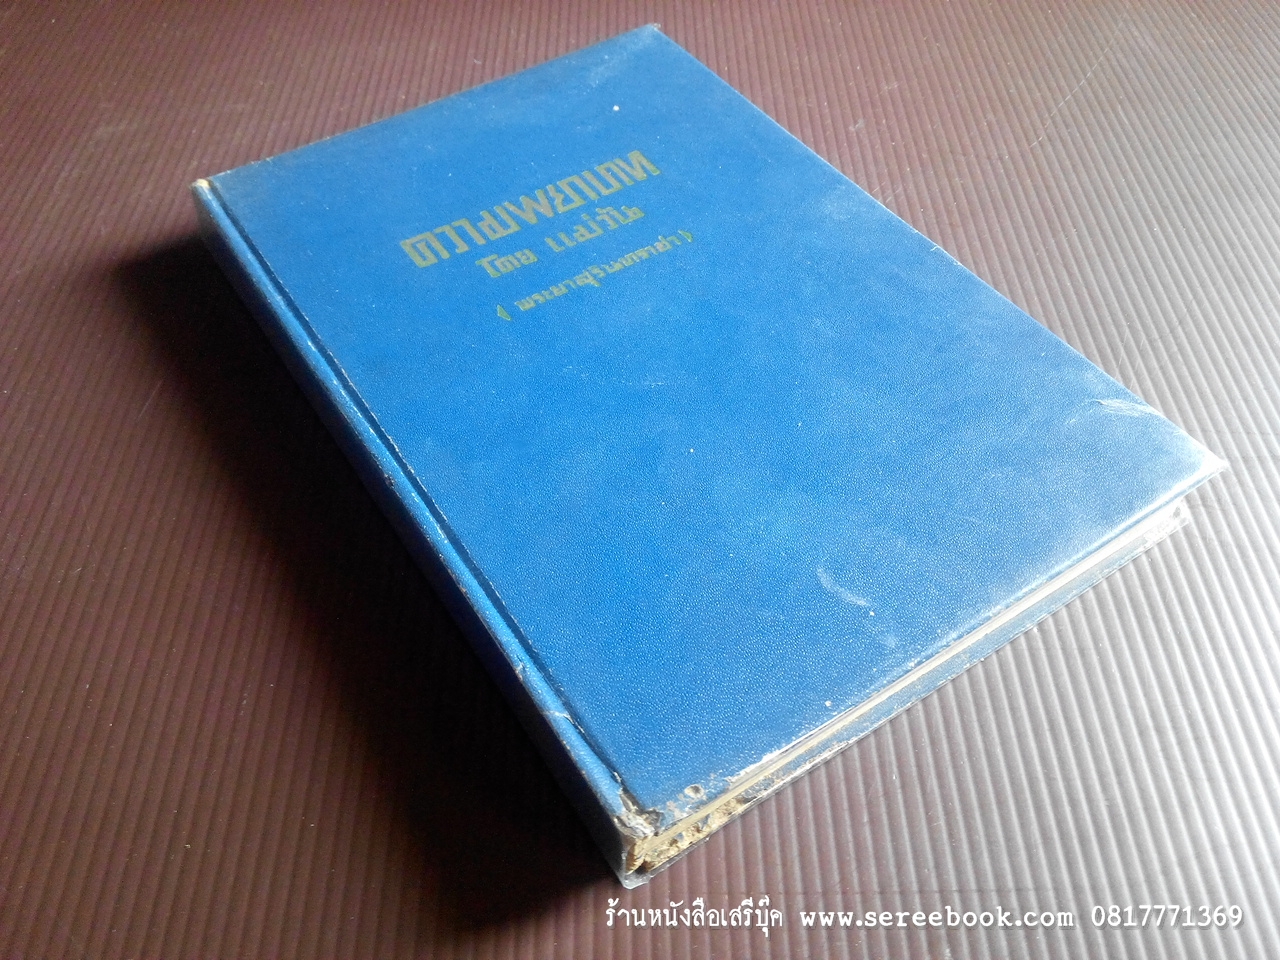 ความพยาบาท
โดย แม่วัน
(พระยาสุรินทราชา)
ร้านหนังสือเสรีบุ๊ค www.sereebook.com 0817771369